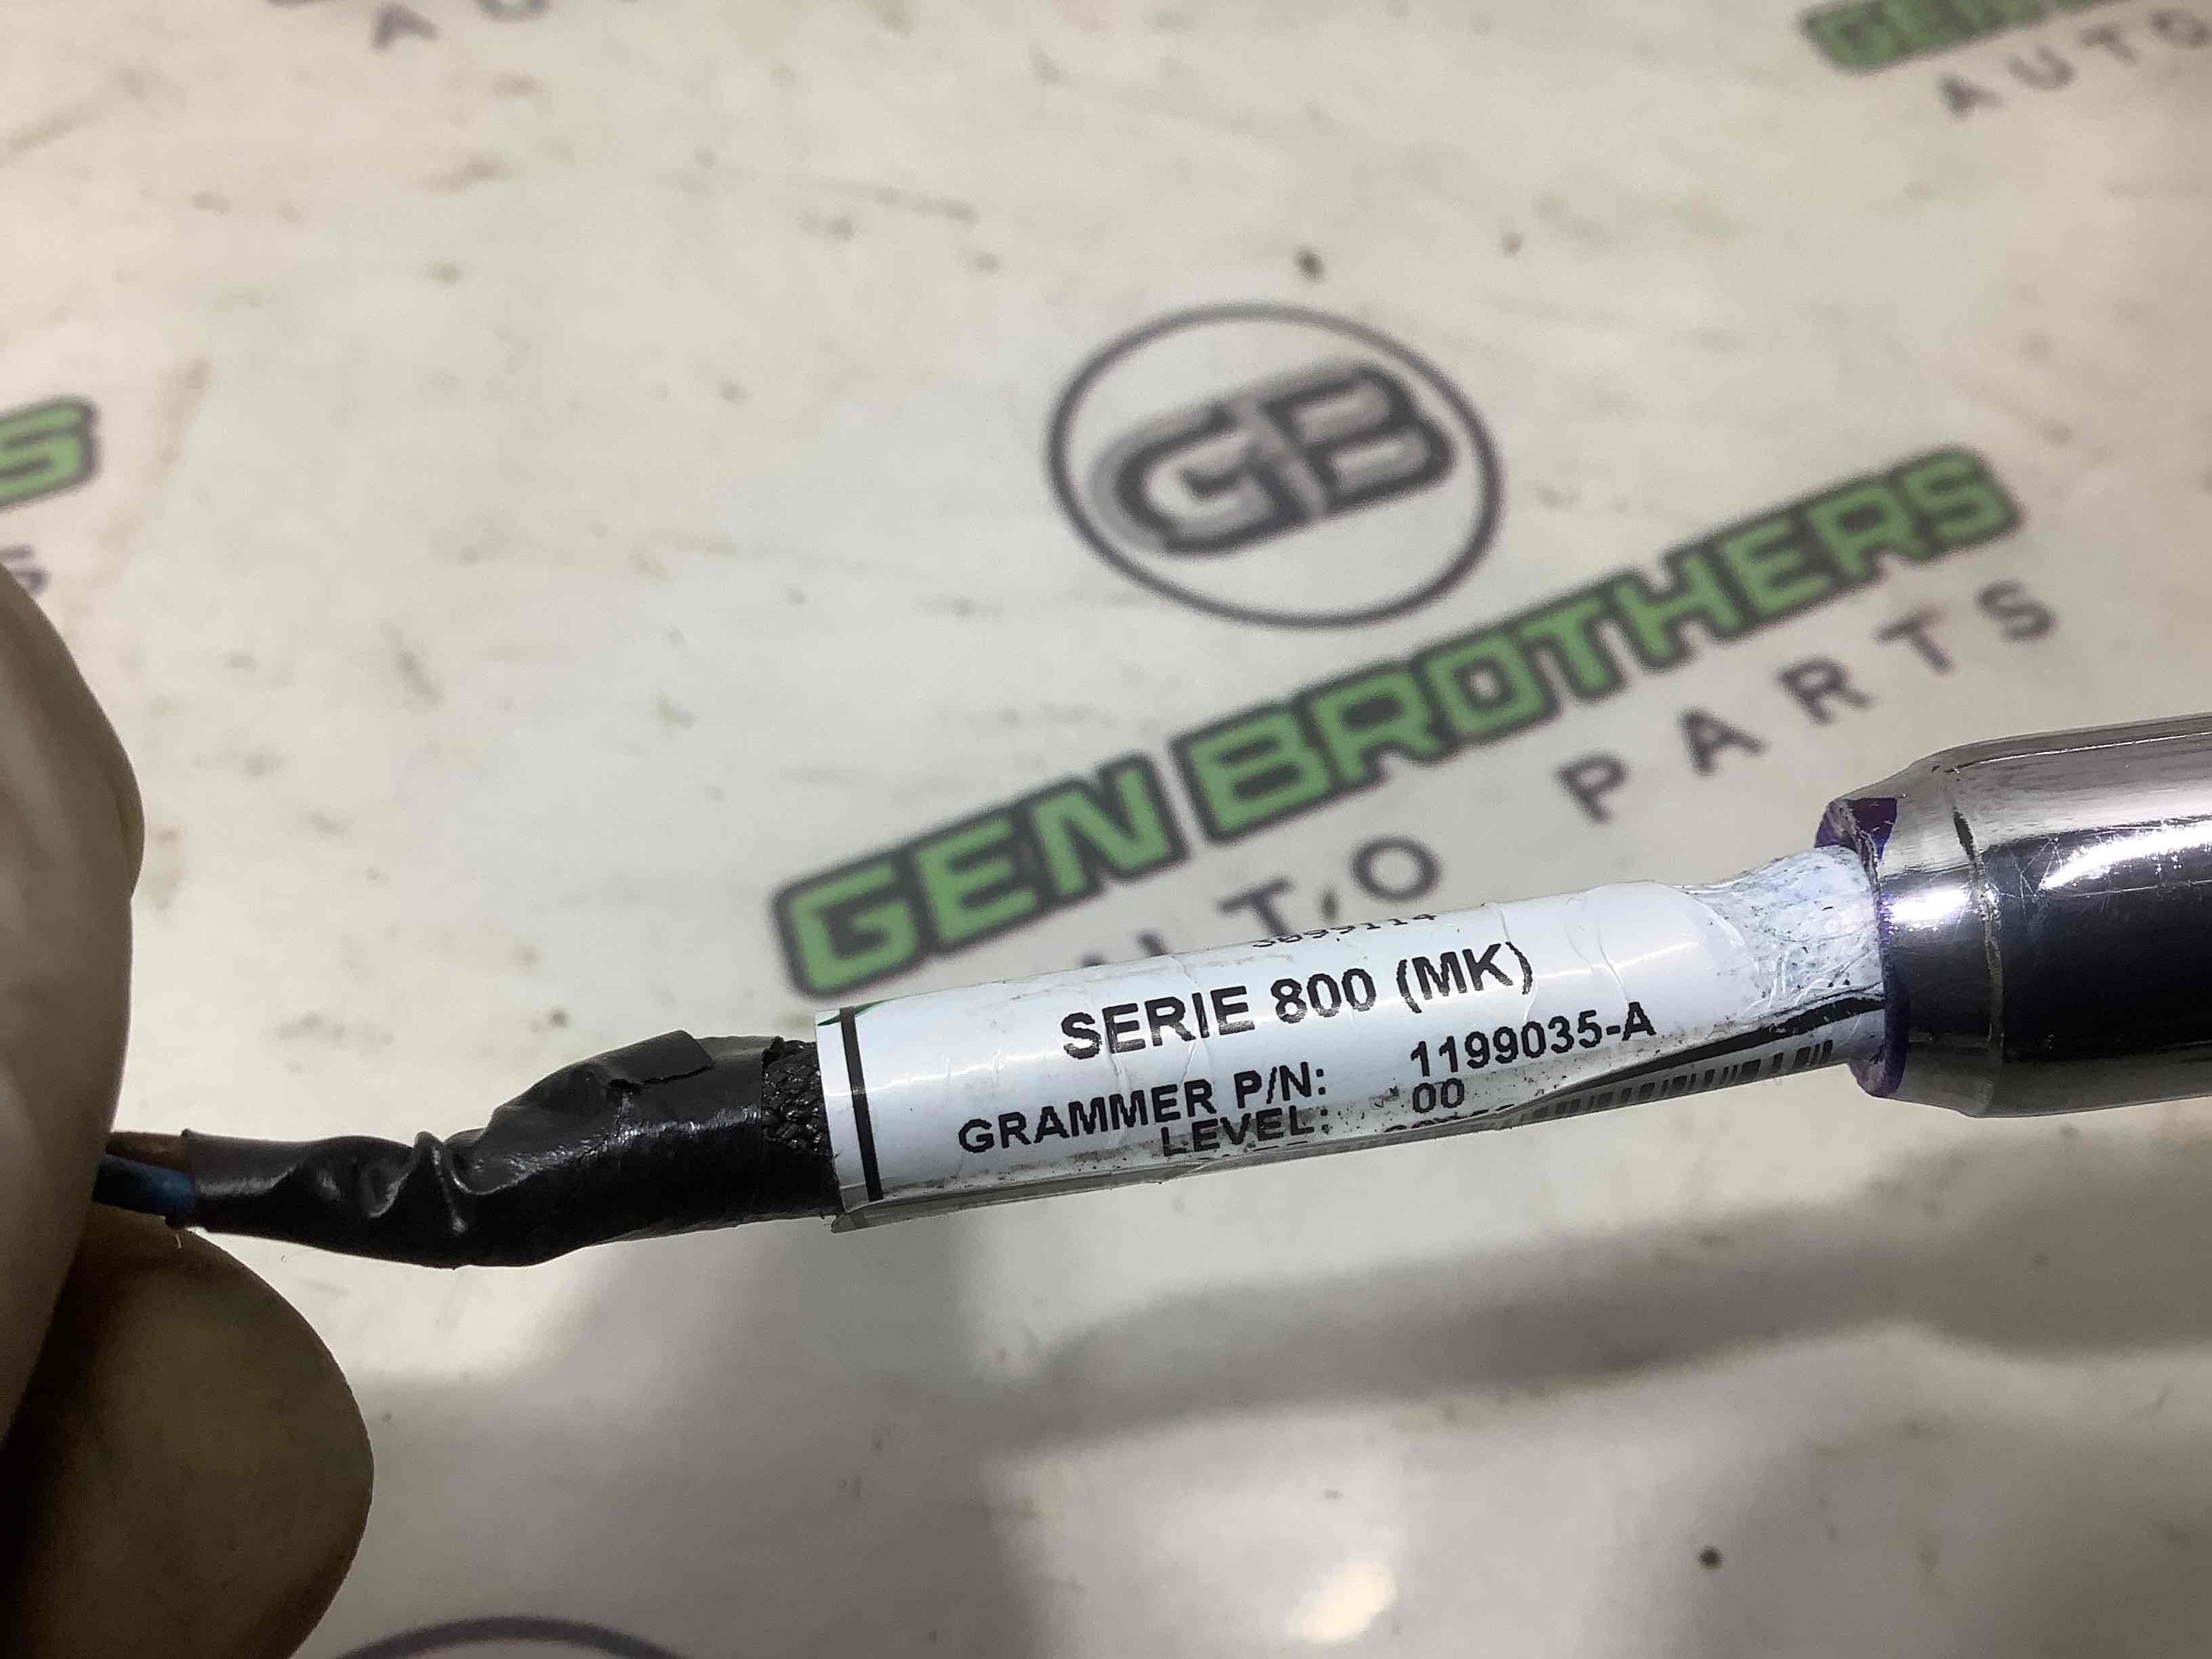 GB
GEN BROTHERS
AUTO PARTS
SERIE 800 (MK)
GRAMMER P/N: 1199035-A
LEVEL: 00